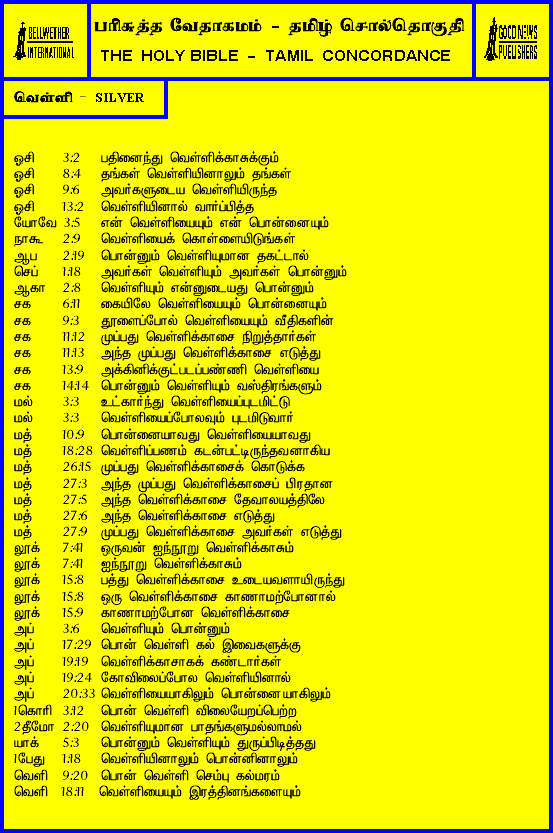 BELLWETHER
INTERNATIONAL
பரிசுத்த வேதாகமம் - தமிழ் சொல்தொகுதி
THE HOLY BIBLE - TAMIL CONCORDANCE
GOOD NEWS
PUBLISHERS
வெள்ளி - SILVER
ஓசி 3:2 பதினைந்து வெள்ளிக்காசுக்கும்
ஓசி 8:4 தங்கள் வெள்ளியினாலும் தங்கள்
ஓசி 9:6 அவர்களுடைய வெள்ளியிருந்த
ஓசி 13:2 வெள்ளியினால் வார்ப்பித்த
யோவே 3:5 என் வெள்ளியையும் என் பொன்னையும்
நாகூ 2:9 வெள்ளியைக் கொள்ளையிடுங்கள்
ஆப 2:19 பொன்னும் வெள்ளியுமான தகட்டால்
செப் 1:18 அவர்கள் வெள்ளியும் அவர்கள் பொன்னும்
ஆகா 2:8 வெள்ளியும் என்னுடையது பொன்னும்
சக 6:11 கையிலே வெள்ளியையும் பொன்னையும்
சக 9:3 தூளைப்போல் வெள்ளியையும் வீதிகளின்
சக 11:12 முப்பது வெள்ளிக்காசை நிறுத்தார்கள்
சக 11:13 அந்த முப்பது வெள்ளிக்காசை எடுத்து
சக 13:9 அக்கினிக்குட்படப்பண்ணி வெள்ளியை
சக 14:14 பொன்னும் வெள்ளியும் வஸ்திரங்களும்
மல் 3:3 உட்கார்ந்து வெள்ளியைப்புடமிட்டு
மல் 3:3 வெள்ளியைப்போலவும் புடமிடுவார்
மத் 10:9 பொன்னையாவது வெள்ளியையாவது
மத் 18:28 வெள்ளிப்பணம் கடன்பட்டிருந்தவனாகிய
மத் 26:15 முப்பது வெள்ளிக்காசைக் கொடுக்க
மத் 27:3 அந்த முப்பது வெள்ளிக்காசைப் பிரதான
மத் 27:5 அந்த வெள்ளிக்காசை தேவாலயத்திலே
மத் 27:6 அந்த வெள்ளிக்காசை எடுத்து
மத் 27:9 முப்பது வெள்ளிக்காசை அவர்கள் எடுத்து
லூக் 7:41 ஒருவன் ஐந்நூறு வெள்ளிக்காசும்
லூக் 7:41 ஐந்நூறு வெள்ளிக்காசும்
லூக் 15:8 பத்து வெள்ளிக்காசை உடையவளாயிருந்து
லூக் 15:8 ஒரு வெள்ளிக்காசை காணாமற்போனால்
லூக் 15:9 காணாமற்போன வெள்ளிக்காசை
அப் 3:6 வெள்ளியும் பொன்னும்
அப் 17:29 பொன் வெள்ளி கல் இவைகளுக்கு
அப் 19:19 வெள்ளிக்காசாகக் கண்டார்கள்
அப் 19:24 கோவிலைப்போல வெள்ளியினால்
அப் 20:33 வெள்ளியையாகிலும் பொன்னையாகிலும்
1கொரி 3:12 பொன் வெள்ளி விலையேறப்பெற்ற
2தீமோ 2:20 வெள்ளியுமான பாதங்களுமல்லாமல்
யாக் 5:3 பொன்னும் வெள்ளியும் துருப்பிடித்தது
1பேது 1:18 வெள்ளியினாலும் பொன்னினாலும்
வெளி 9:20 பொன் வெள்ளி செம்பு கல்மரம்
வெளி 18:11 வெள்ளியையும் இரத்தினங்களையும்